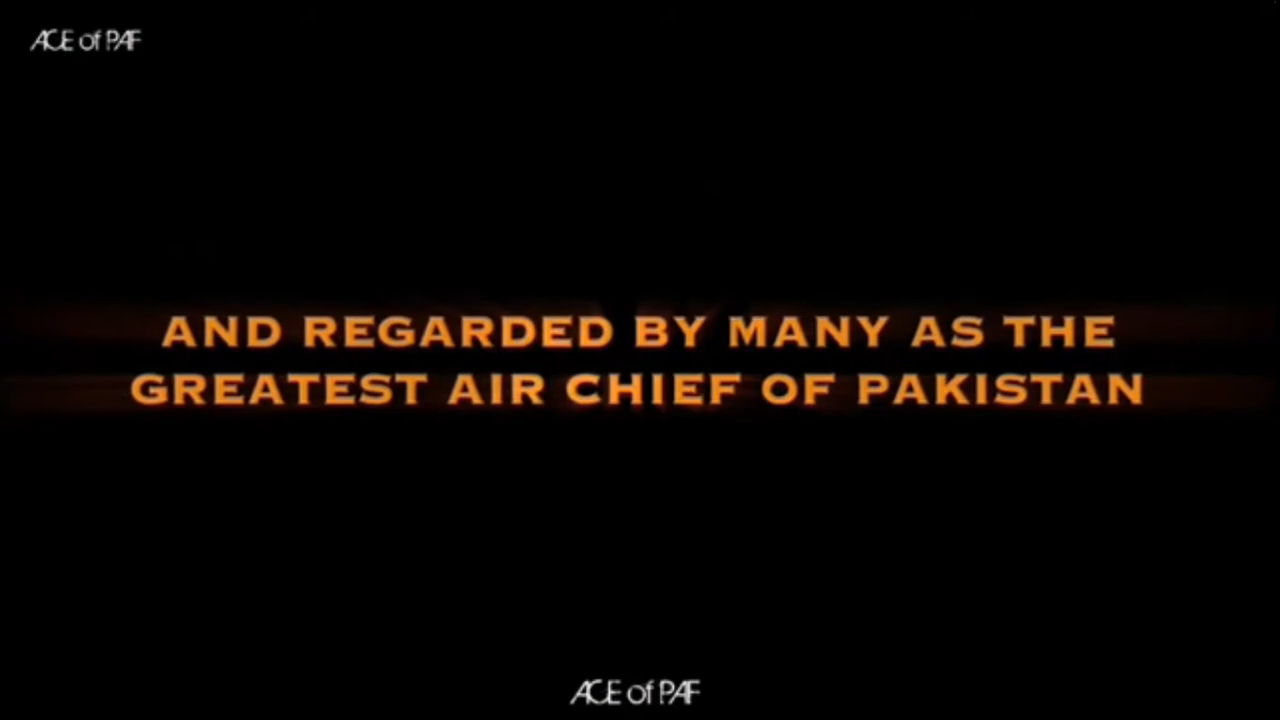 ACE of PAF
AND REGARDED BY MANY AS THE
GREATEST AIR CHIEF OF PAKISTAN
ACE of PAF